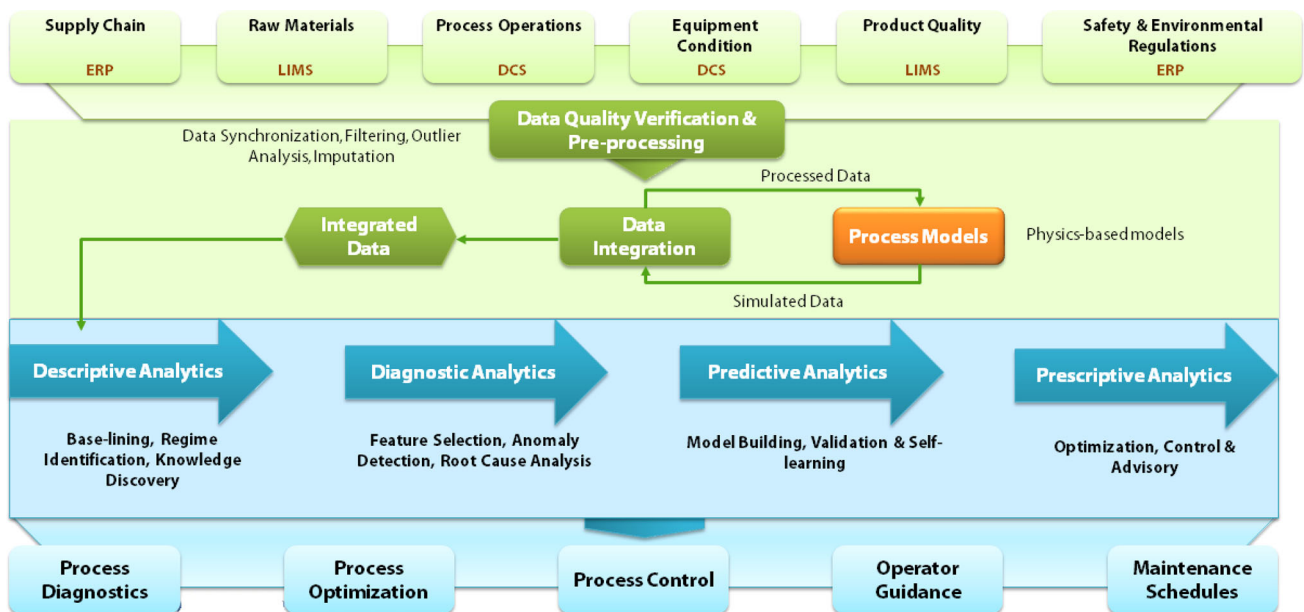 Supply Chain
ERP
Raw Materials
LIMS
Process Operations
DCS
Equipment
Condition
DCS
Product Quality
LIMS
Safety & Environmental
Regulations
ERP
Data Quality Verification &
Pre-processing
Data Synchronization, Filtering, Outlier
Analysis, Imputation
Processed Data
Integrated
Data
Data
Integration
Process Models
Physics-based models
Simulated Data
Descriptive Analytics
Diagnostic Analytics
Predictive Analytics
Prescriptive Analytics
Base-lining, Regime
Identification, Knowledge
Discovery
Feature Selection, Anomaly
Detection, Root Cause Analysis
Model Building, Validation & Self-
learning
Optimization, Control &
Advisory
Process
Diagnostics
Process
Optimization
Process Control
Operator
Guidance
Maintenance
Schedules